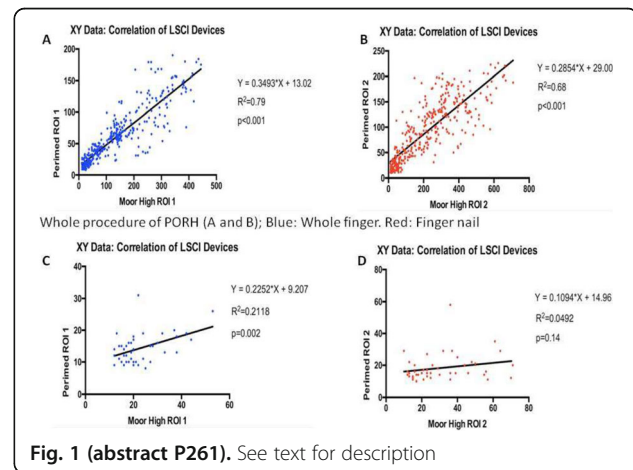 A
XY Data: Correlation of LSCI Devices
200
150
100
50
0
0 100 200 300 400 500
Perimed ROI 1
Moor High ROI 1
Y = 0.3493*X + 13.02
R²=0.79
p<0.001
B
XY Data: Correlation of LSCI Devices
250
200
150
100
50
0
0 200 400 600 800
Perimed ROI 2
Moor High ROI 2
Y = 0.2854*X + 29.00
R²=0.68
p<0.001
Whole procedure of PORH (A and B); Blue: Whole finger. Red: Finger nail
C
XY Data: Correlation of LSCI Devices
40
30
20
10
0
0 20 40 60
Perimed ROI 1
Moor High ROI 1
Y = 0.2252*X + 9.207
R²=0.2118
p=0.002
D
XY Data: Correlation of LSCI Devices
80
60
40
20
0
0 20 40 60 80
Perimed ROI 2
Moor High ROI 2
Y = 0.1094*X + 14.96
R²=0.0492
p=0.14
Fig. 1 (abstract P261). See text for description